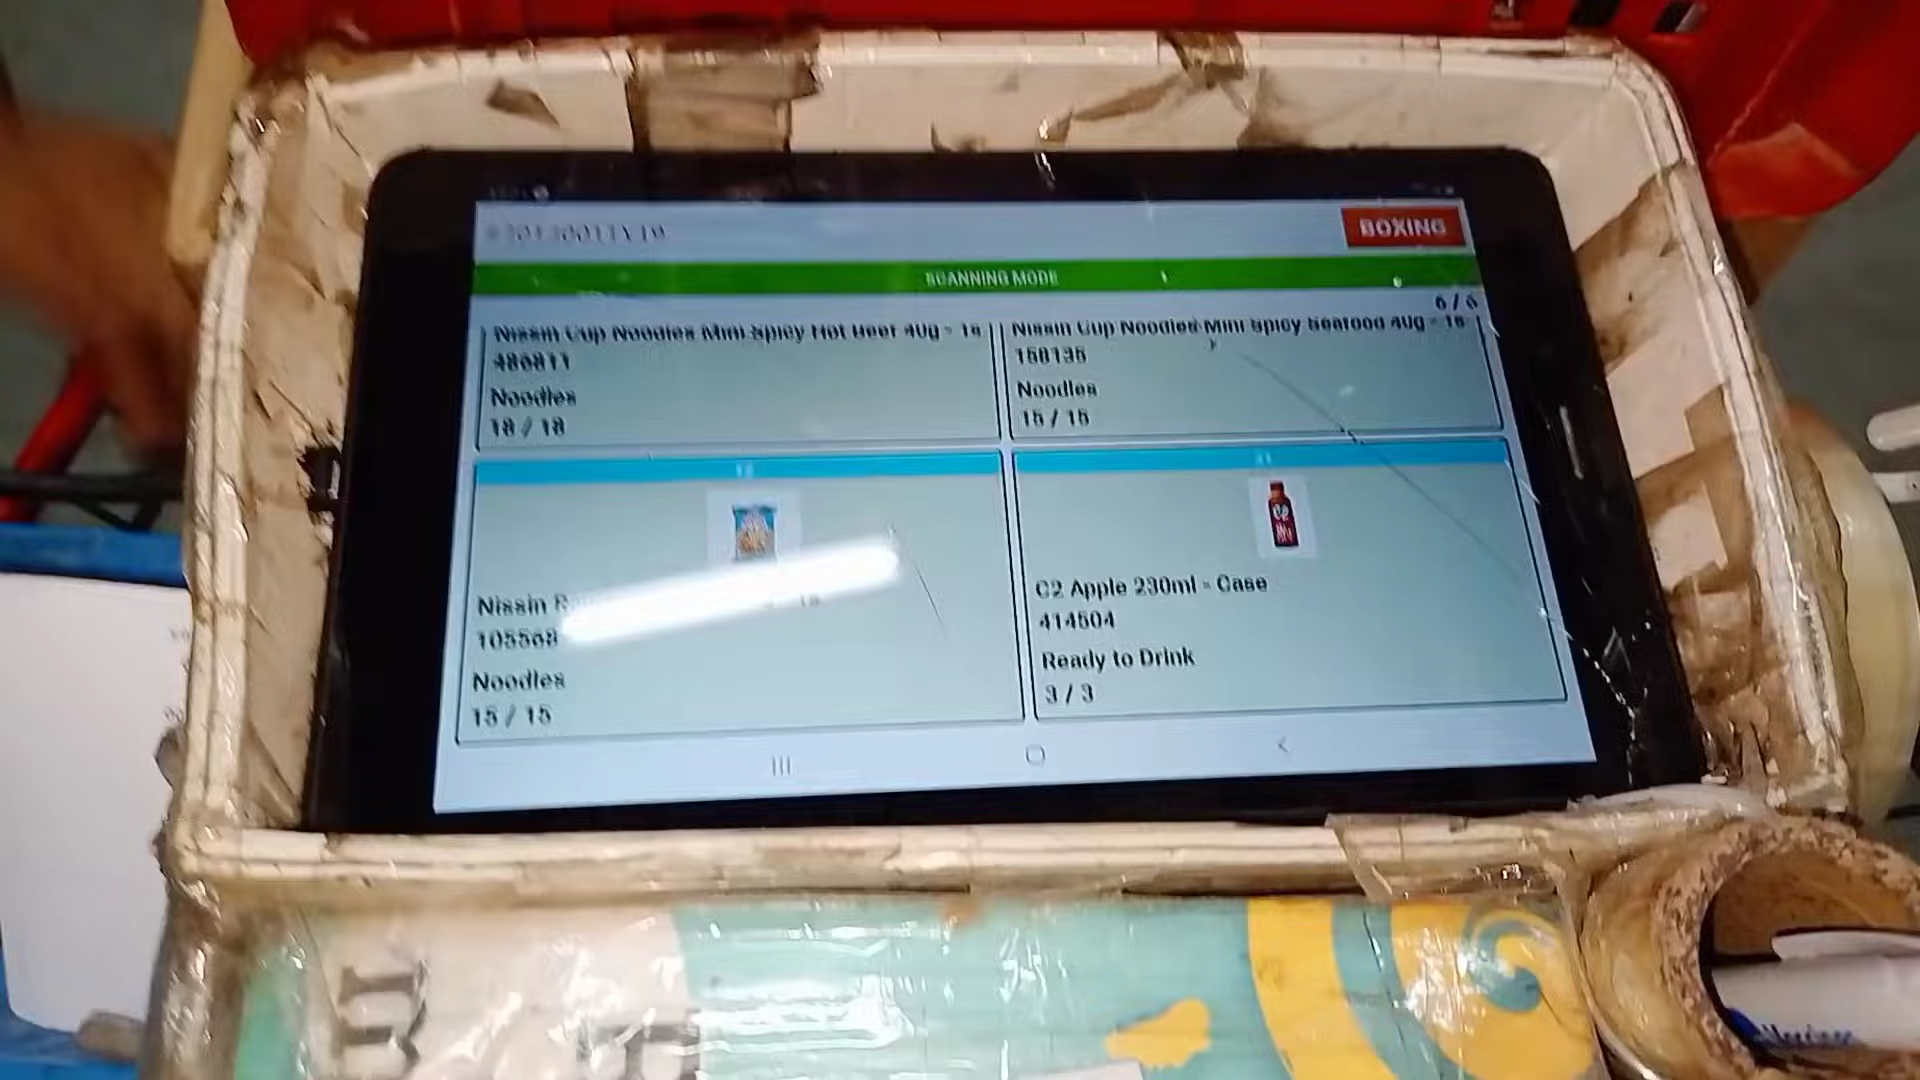 BOXING
SCANNING MODE
6 / 6
Nissin Cup Noodles Mini Spicy Hot Beef 40g - 1s
486811
Noodles
18 / 18
Nissin Cup Noodles Mini Spicy Seafood 40g - 1s
158135
Noodles
15 / 15
Nissin
105568
Noodles
15 / 15
C2 Apple 230ml - Case
414504
Ready to Drink
3 / 3